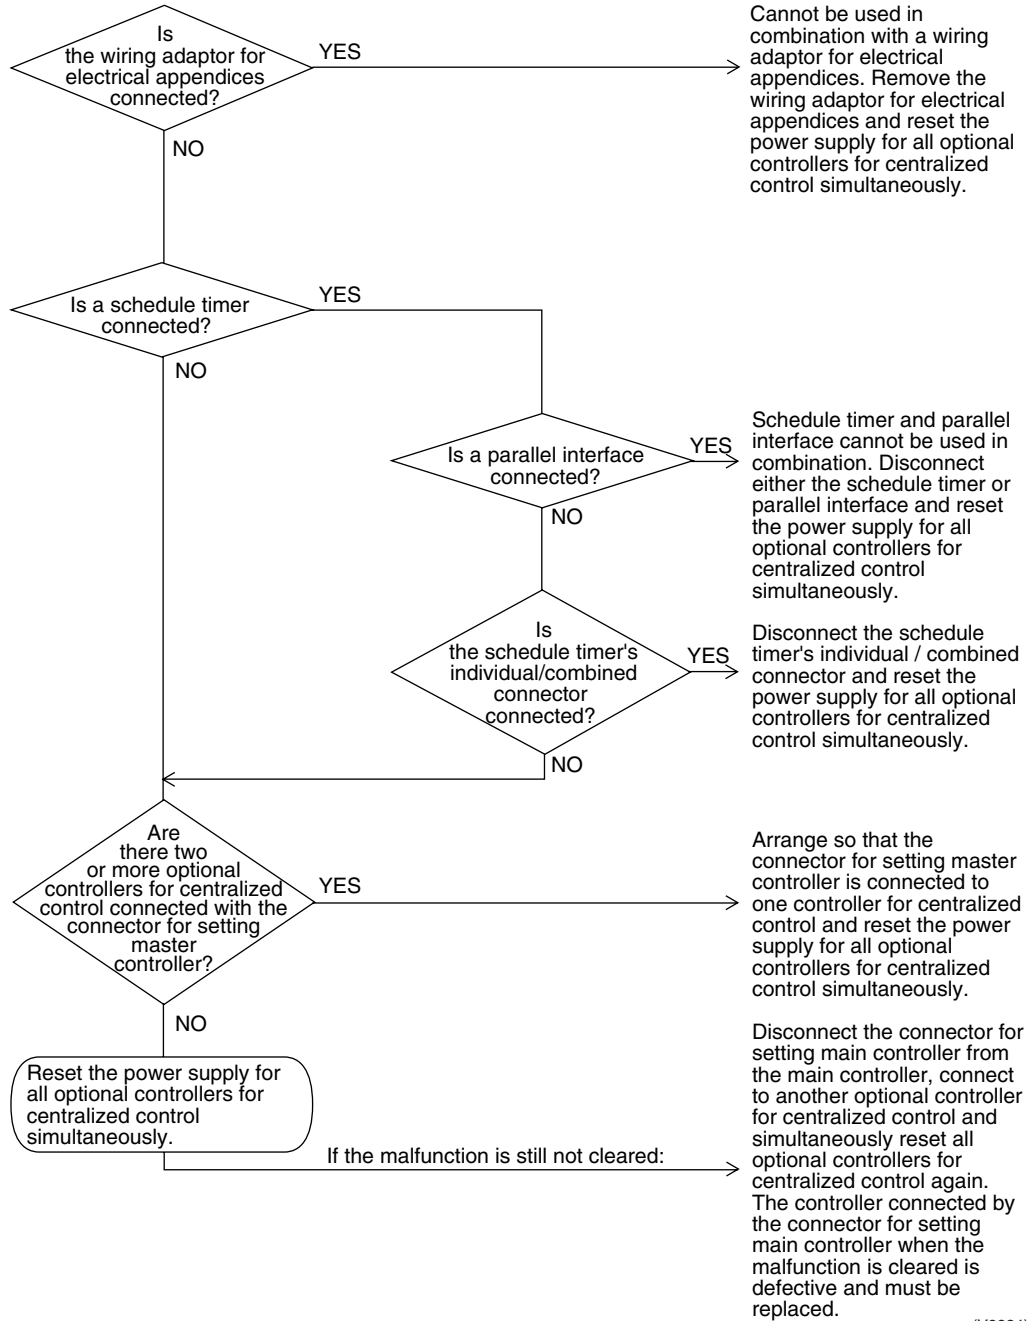 Is
the wiring adaptor for
electrical appendices
connected?
YES
NO
Cannot be used in
combination with a wiring
adaptor for electrical
appendices. Remove the
wiring adaptor for electrical
appendices and reset the
power supply for all optional
controllers for centralized
control simultaneously.
Is a schedule timer
connected?
YES
NO
Is a parallel interface
connected?
YES
NO
Schedule timer and parallel
interface cannot be used in
combination. Disconnect
either the schedule timer or
parallel interface and reset
the power supply for all
optional controllers for
centralized control
simultaneously.
Is
the schedule timer's
individual/combined
connector
connected?
YES
NO
Disconnect the schedule
timer's individual / combined
connector and reset the
power supply for all optional
controllers for centralized
control simultaneously.
Are
there two
or more optional
controllers for centralized
control connected with the
connector for setting
master
controller?
YES
NO
Arrange so that the
connector for setting master
controller is connected to
one controller for centralized
control and reset the power
supply for all optional
controllers for centralized
control simultaneously.
Reset the power supply for
all optional controllers for
centralized control
simultaneously.
If the malfunction is still not cleared:
Disconnect the connector for
setting main controller from
the main controller, connect
to another optional controller
for centralized control and
simultaneously reset all
optional controllers for
centralized control again.
The controller connected by
the connector for setting
main controller when the
malfunction is cleared is
defective and must be
replaced.